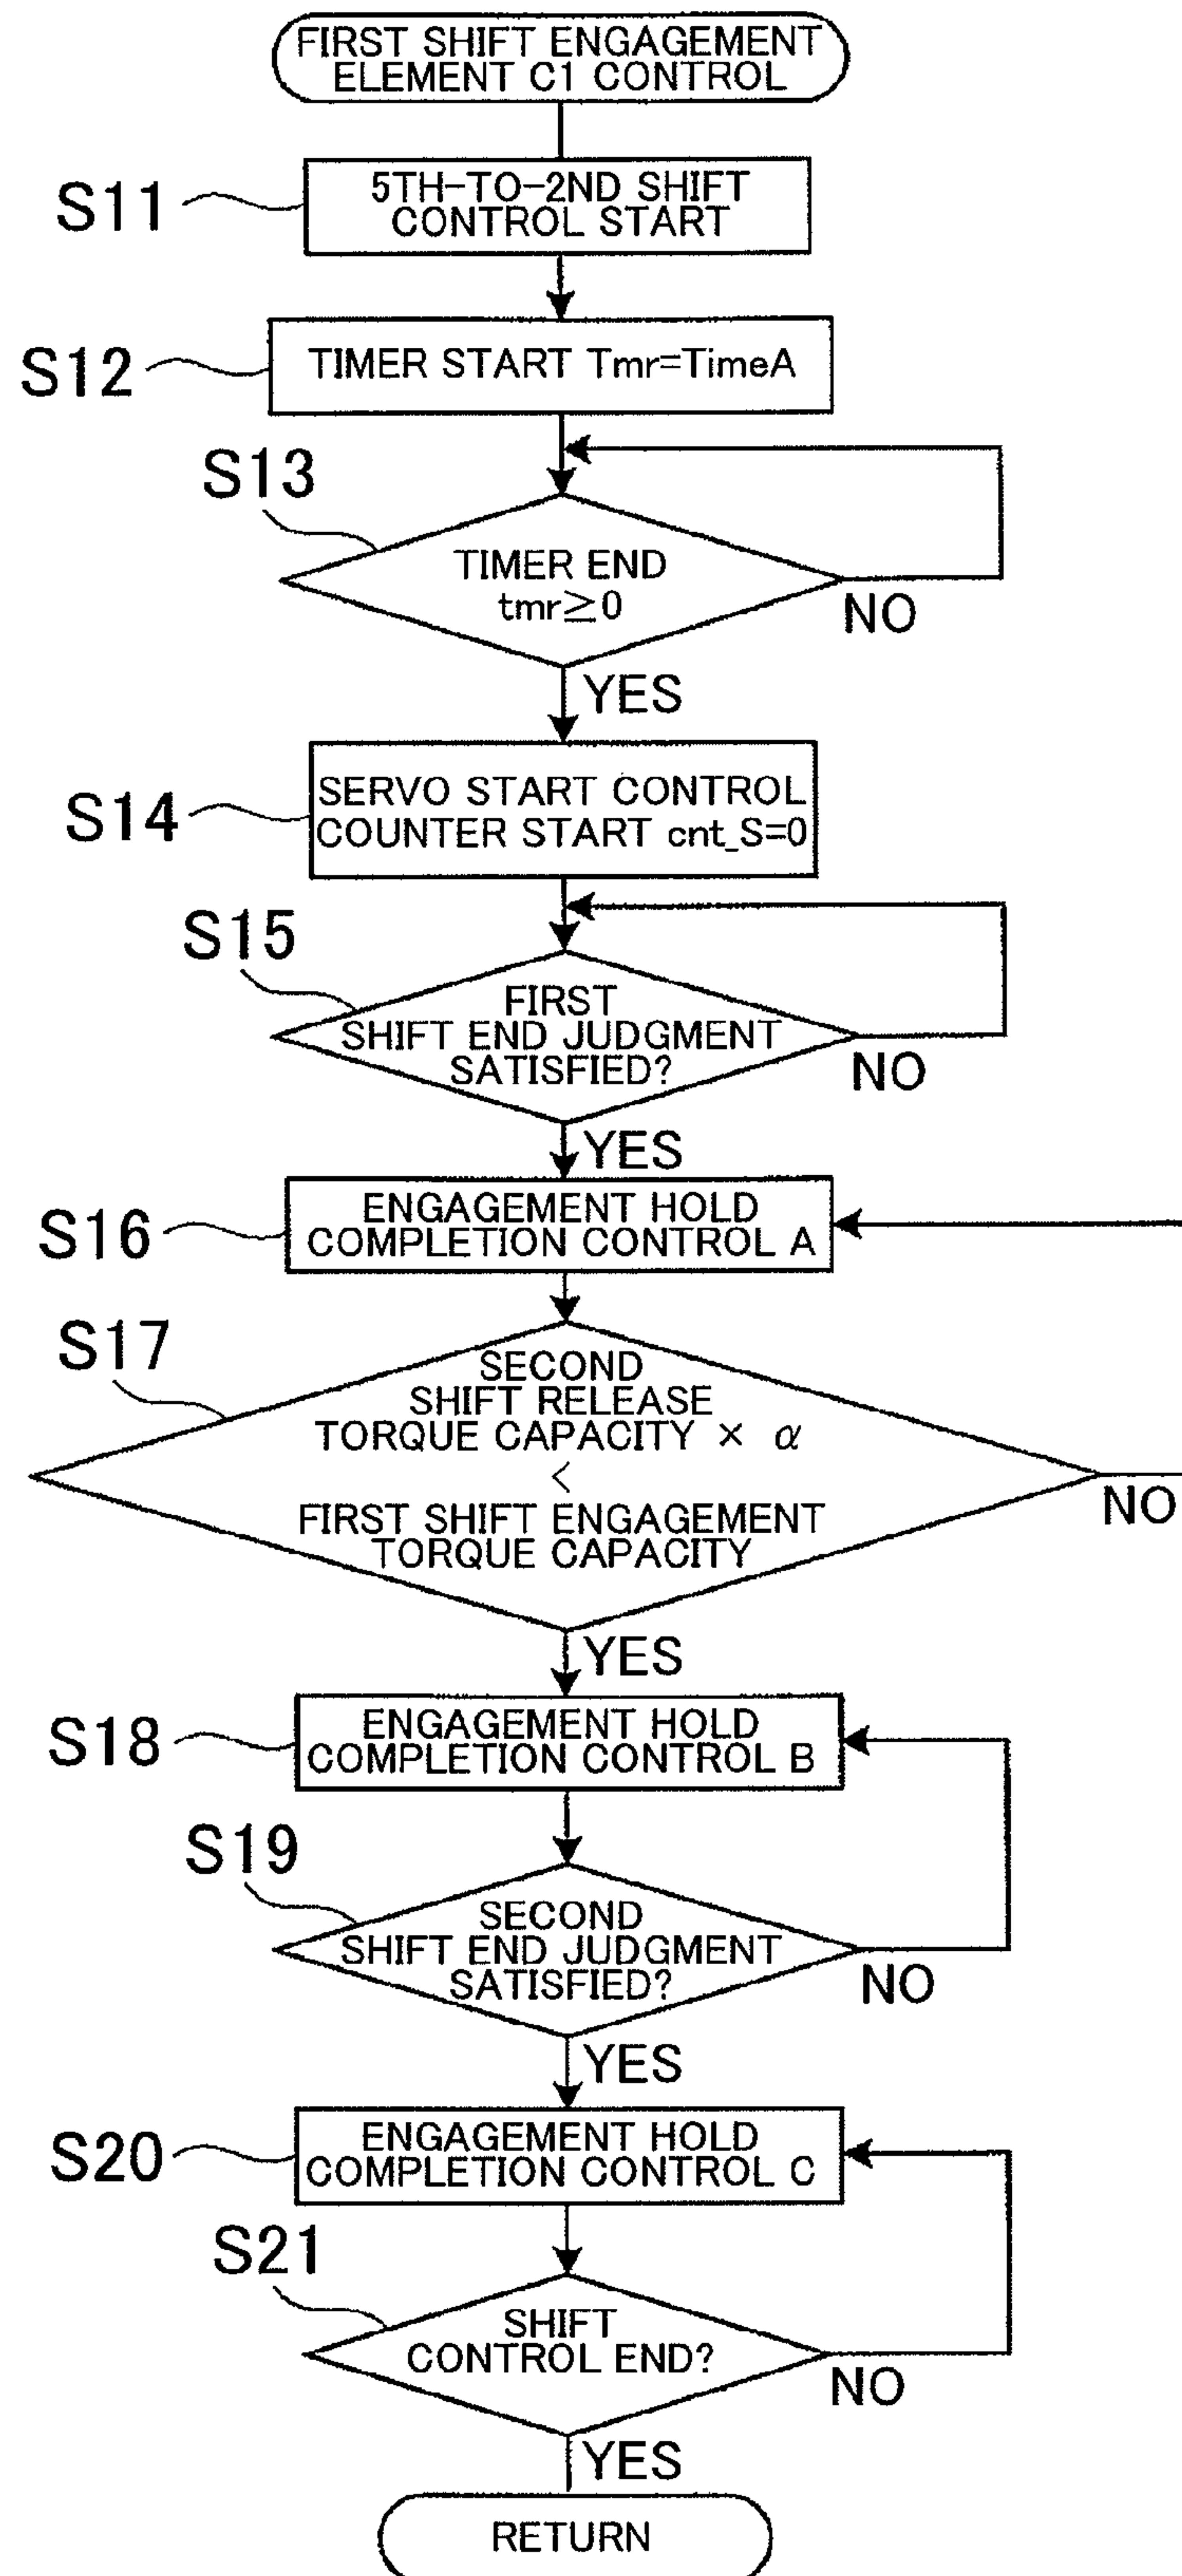 FIRST SHIFT ENGAGEMENT
ELEMENT C1 CONTROL
S11
5TH-TO-2ND SHIFT
CONTROL START
S12
TIMER START Tmr=TimeA
S13
TIMER END
tmr≥0
NO
YES
S14
SERVO START CONTROL
COUNTER START cnt_S=0
S15
FIRST
SHIFT END JUDGMENT
SATISFIED?
NO
YES
S16
ENGAGEMENT HOLD
COMPLETION CONTROL A
S17
SECOND
SHIFT RELEASE
TORQUE CAPACITY × α
<
FIRST SHIFT ENGAGEMENT
TORQUE CAPACITY
NO
YES
S18
ENGAGEMENT HOLD
COMPLETION CONTROL B
S19
SECOND
SHIFT END JUDGMENT
SATISFIED?
NO
YES
S20
ENGAGEMENT HOLD
COMPLETION CONTROL C
S21
SHIFT
CONTROL END?
NO
YES
RETURN